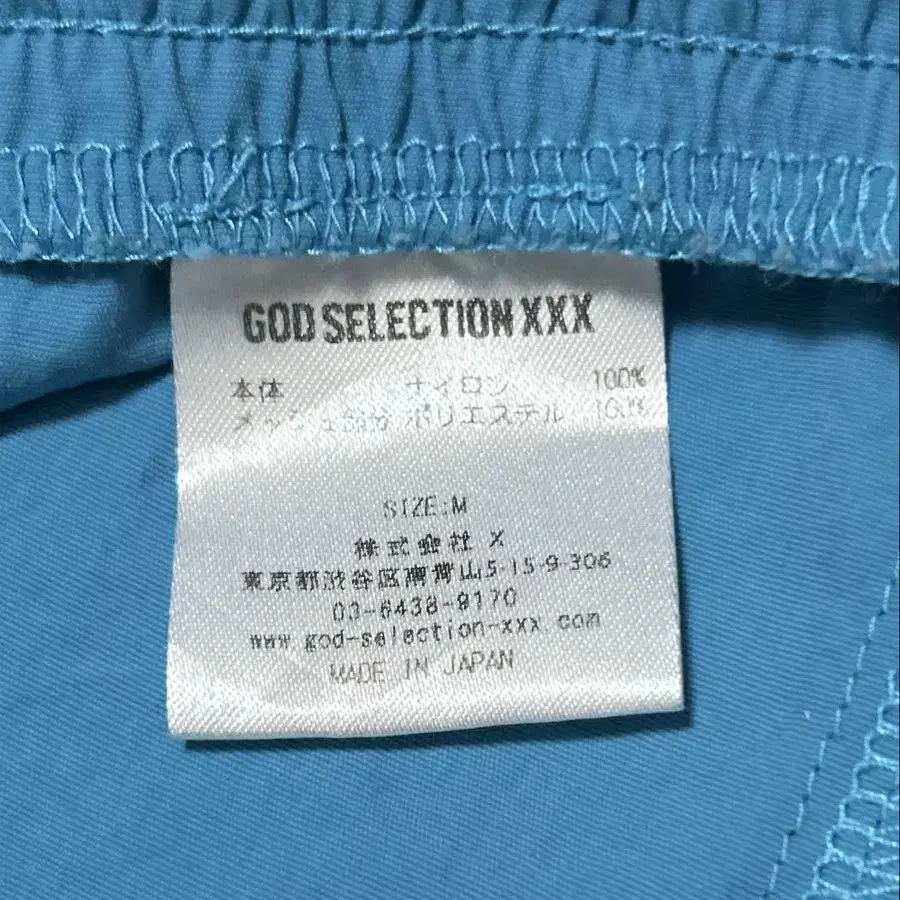 GOD SELECTION XXX
本体 ナイロン 100%
メッシュ部分 ポリエステル 100%
SIZE:M
株式会社 X
東京都渋谷区南青山5-15-9-306
03-6438-9170
www.god-selection-xxx.com
MADE IN JAPAN